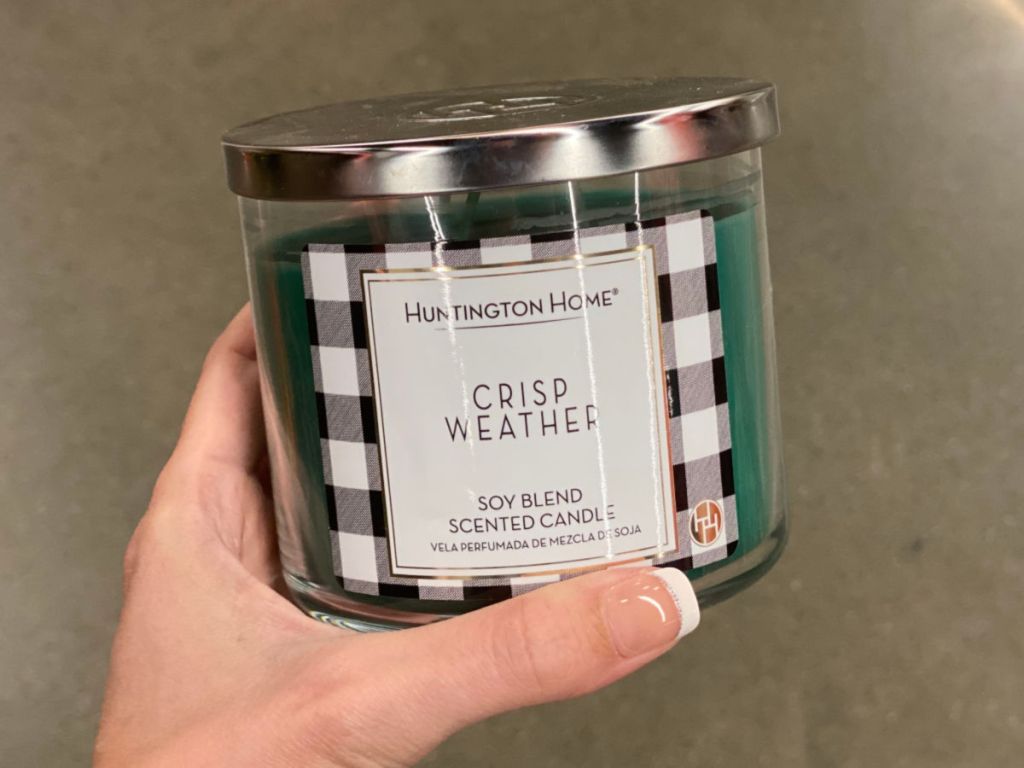 HUNTINGTON HOME®
CRISP
WEATHER
SOY BLEND
SCENTED CANDLE
VELA PERFUMADA DE MEZCLA DE SOJA